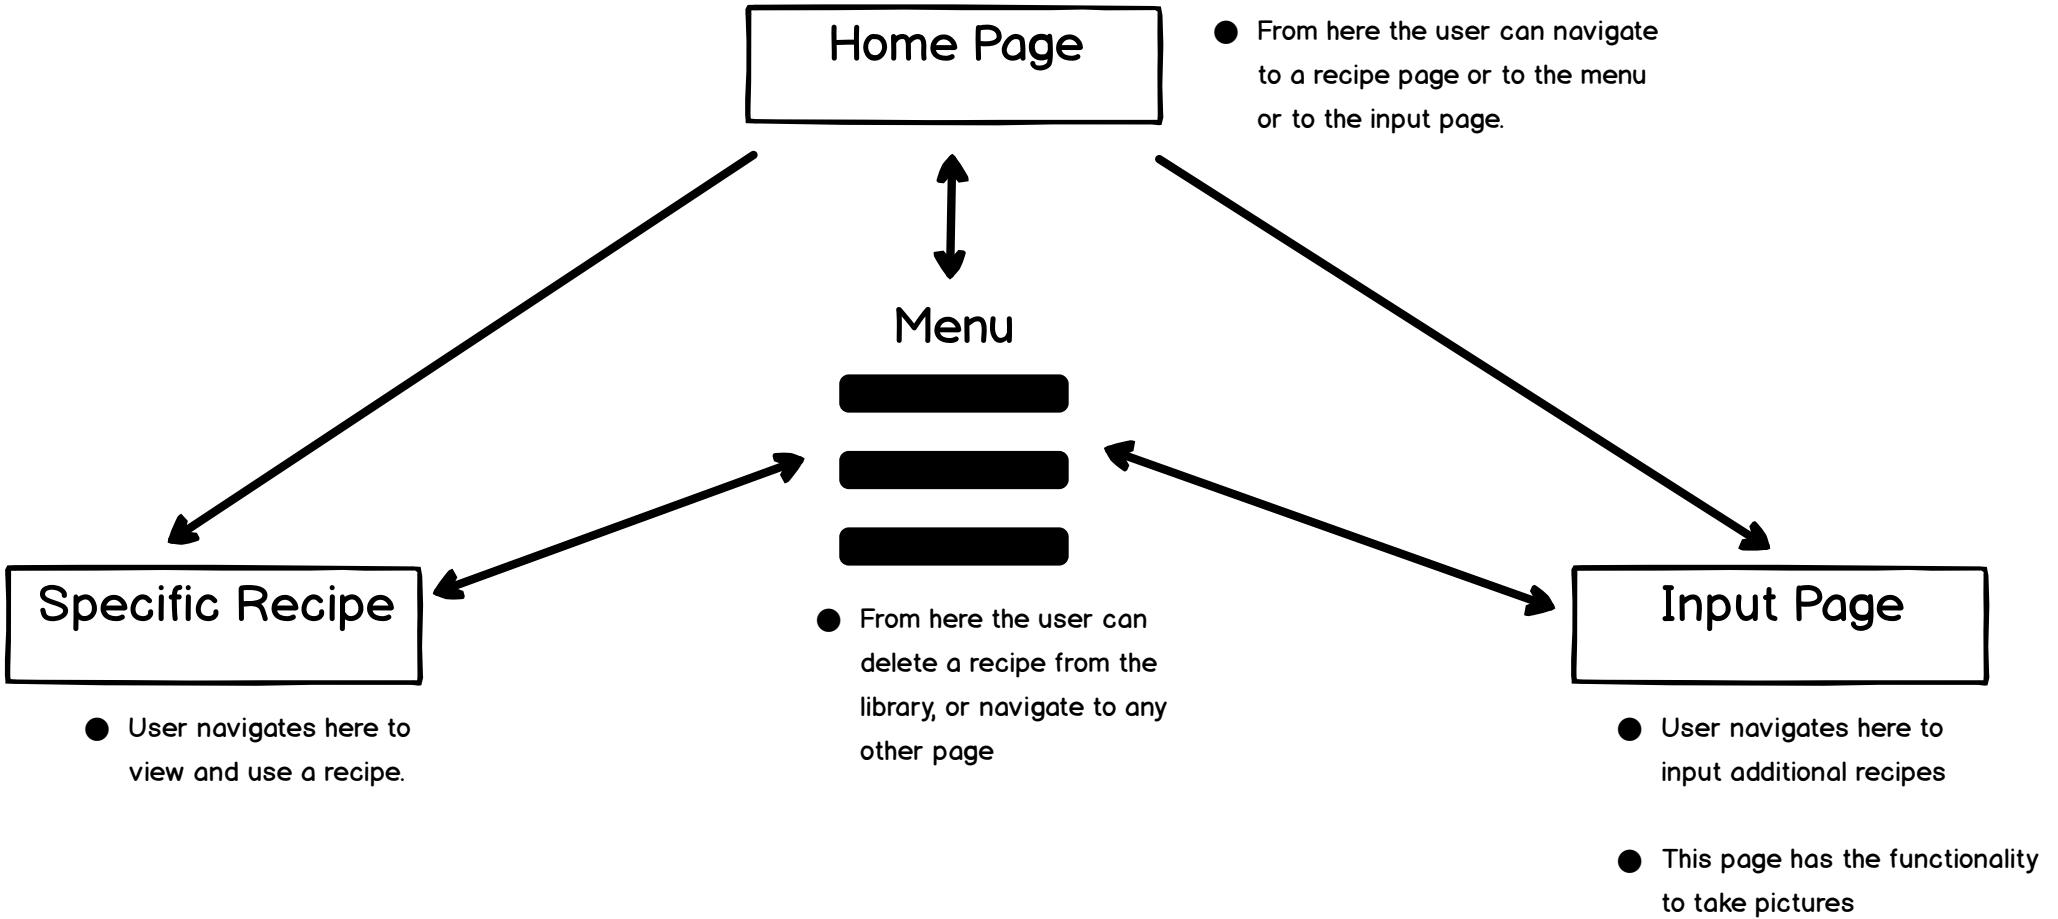 Home Page
From here the user can navigate
to a recipe page or to the menu
or to the input page.
Menu
From here the user can
delete a recipe from the
library, or navigate to any
other page
Specific Recipe
User navigates here to
view and use a recipe.
Input Page
User navigates here to
input additional recipes
This page has the functionality
to take pictures